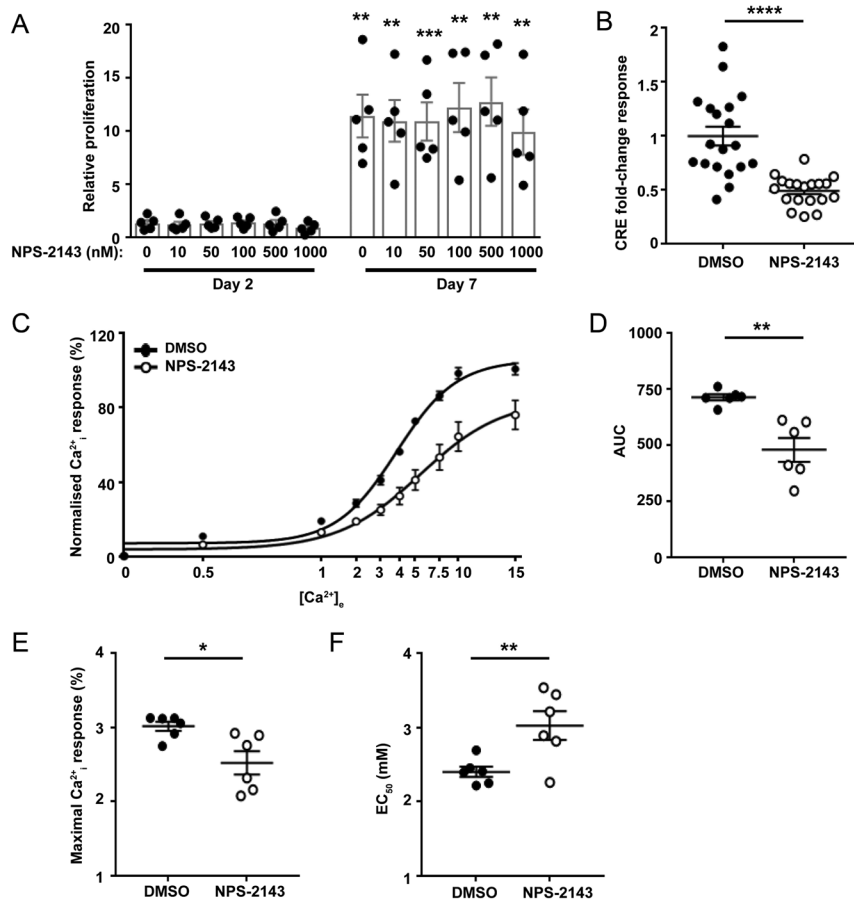 A
Relative proliferation
20
15
10
5
0
** ** *** ** ** **
NPS-2143 (nM): 0 10 50 100 500 1000 0 10 50 100 500 1000
Day 2 Day 7
B
****
CRE fold-change response
2
1.5
1
0.5
0
DMSO NPS-2143
C
Normalised Ca²⁺ᵢ response (%)
120
80
40
0
DMSO
NPS-2143
0 0.5 1 2 3 4 5 7.5 10 15
[Ca²⁺]ₑ
D
**
AUC
1000
750
500
250
0
DMSO NPS-2143
E
*
Maximal Ca²⁺ᵢ response (%)
4
3
2
1
DMSO NPS-2143
F
**
EC₅₀ (mM)
4
3
2
1
DMSO NPS-2143